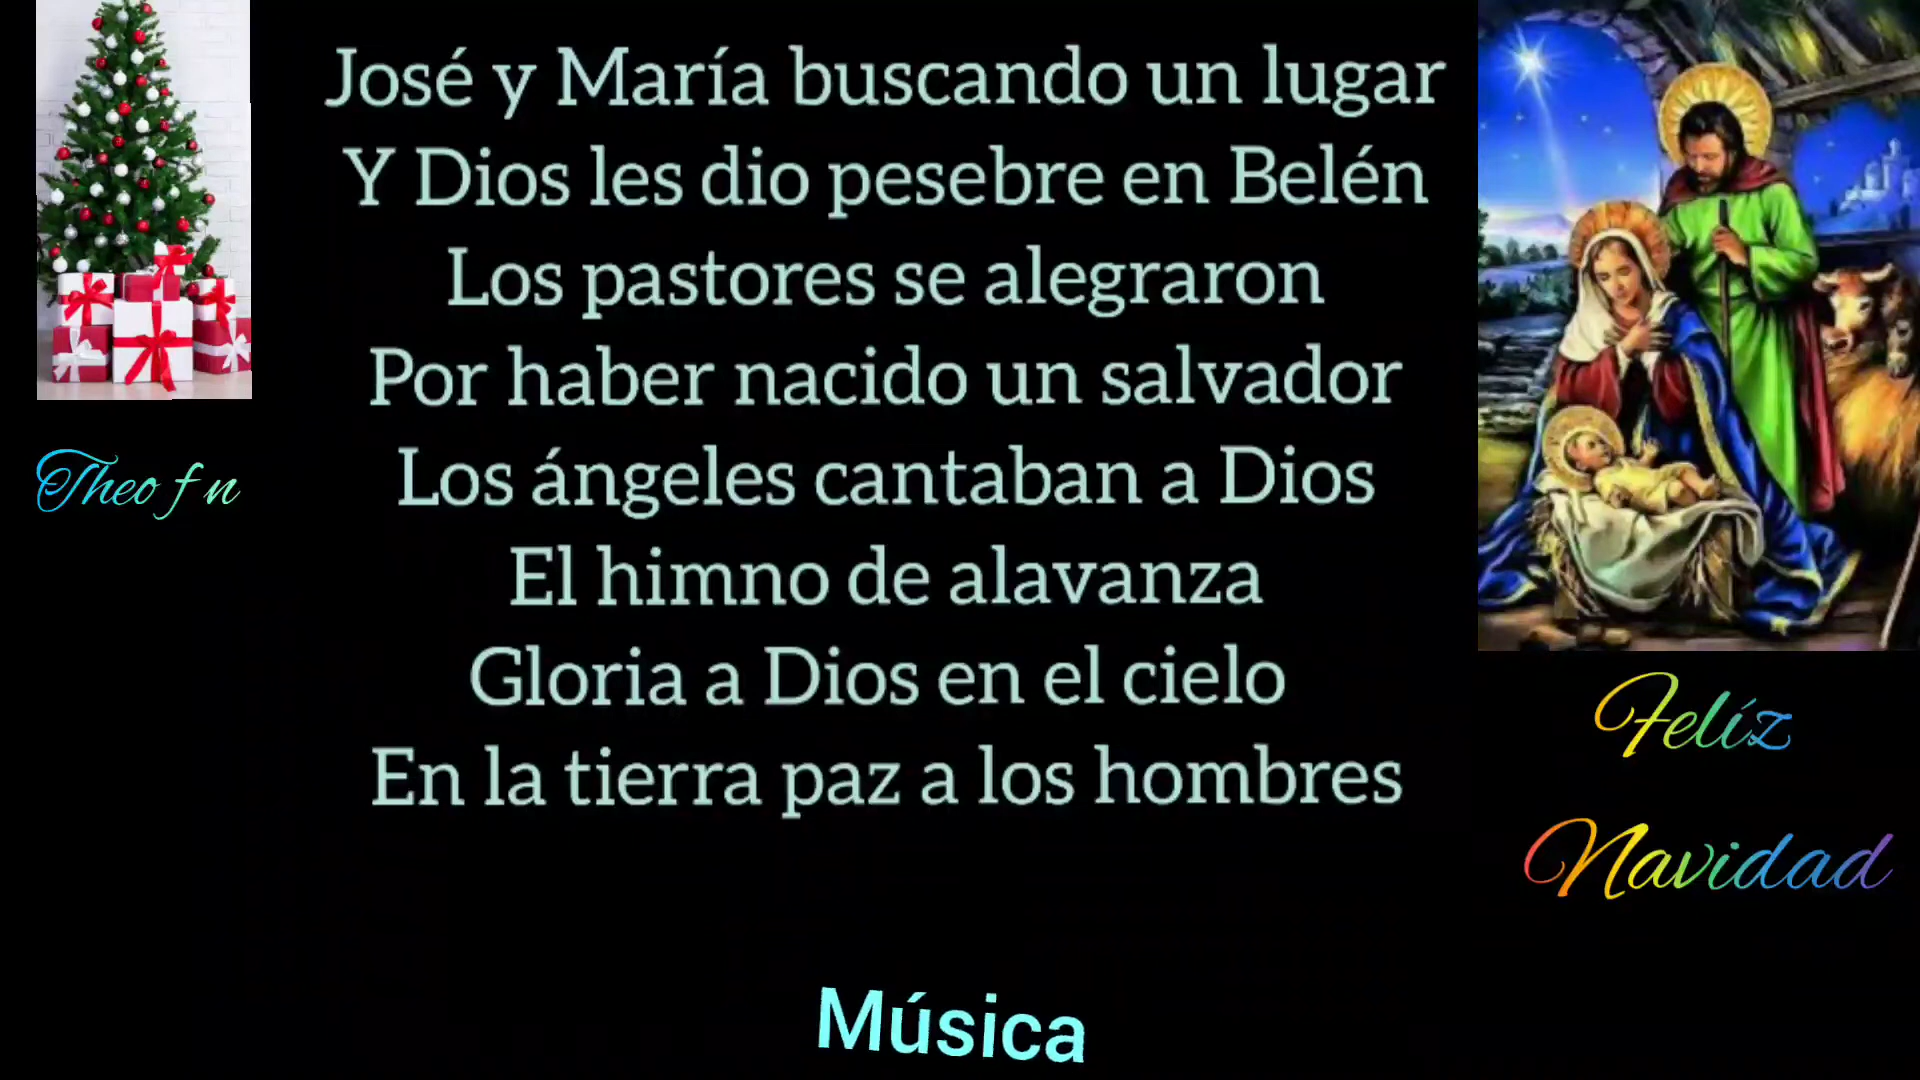 José y María buscando un lugar
Y Dios les dio pesebre en Belén
Los pastores se alegraron
Por haber nacido un salvador
Los ángeles cantaban a Dios
El himno de alavanza
Gloria a Dios en el cielo
En la tierra paz a los hombres
Theo f n
Felíz
Navidad
Música